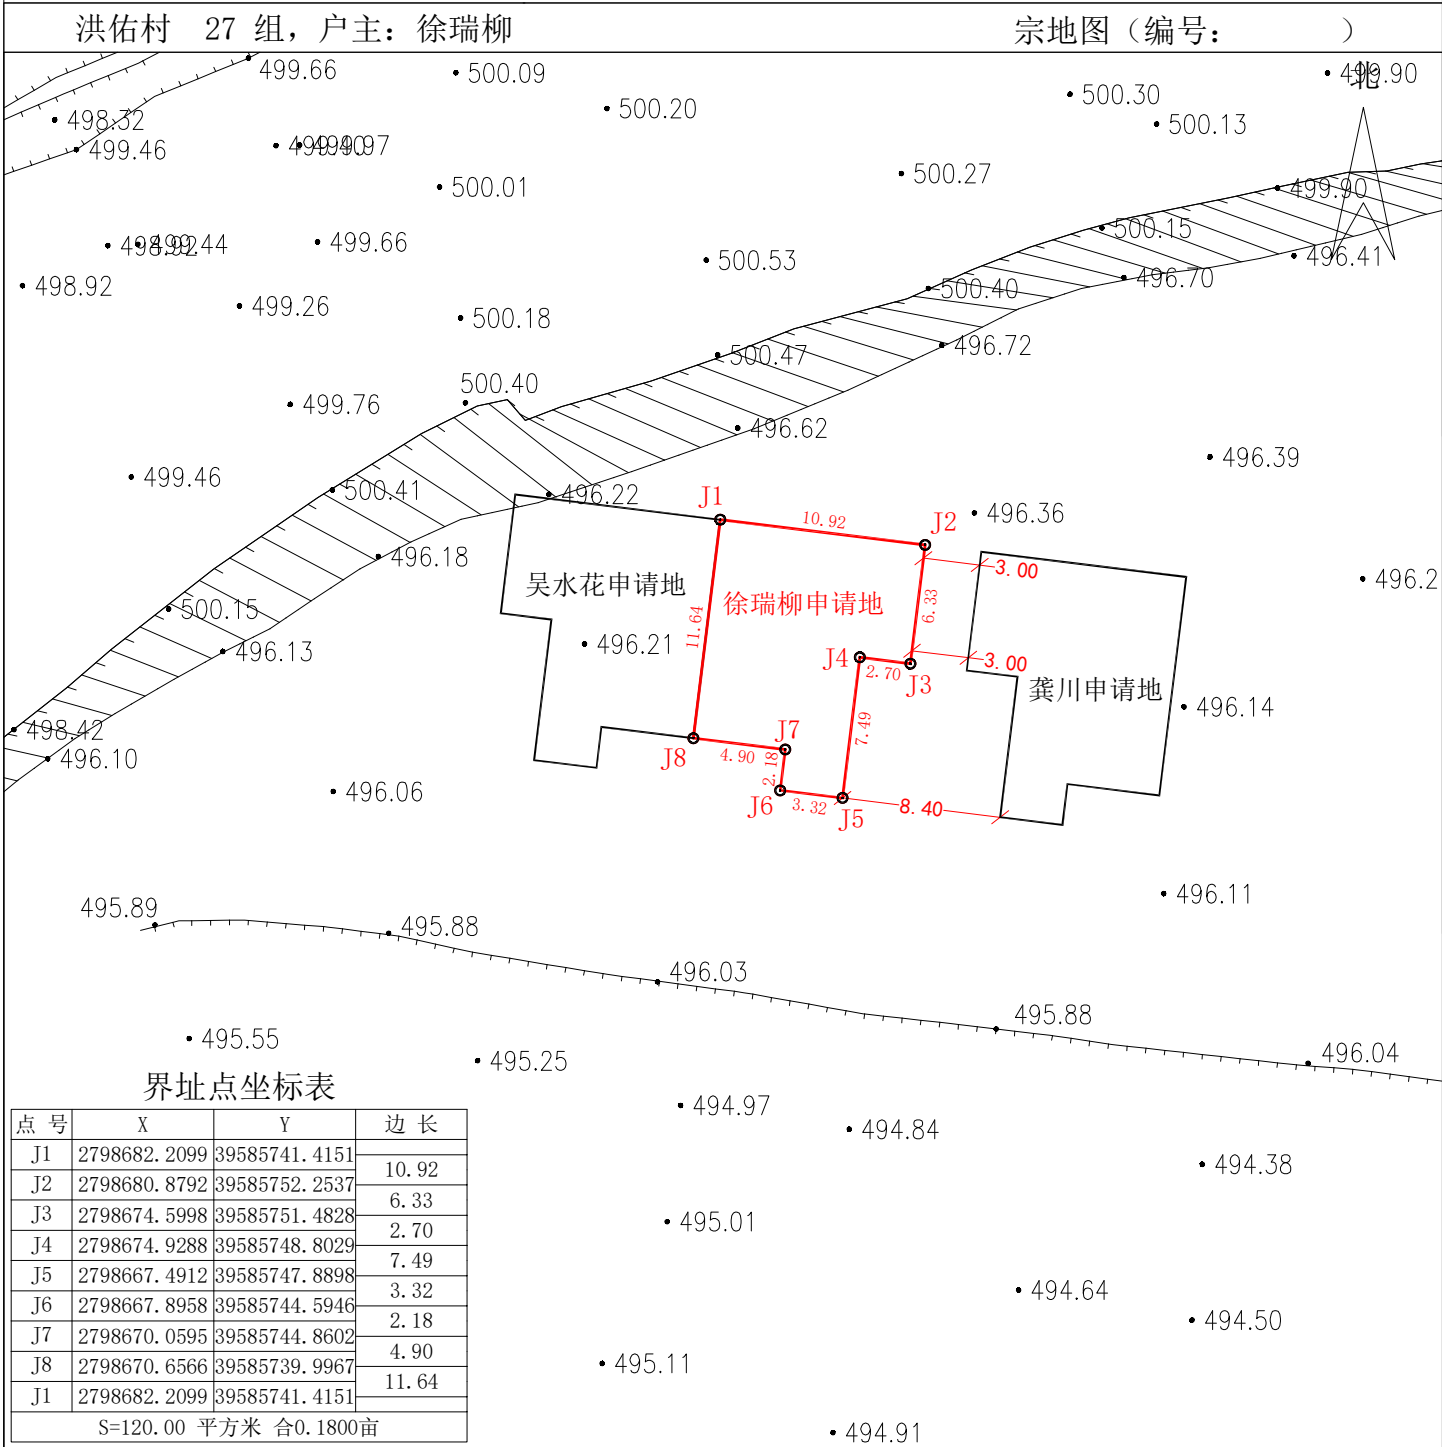 洪佑村 27 组，户主：徐瑞柳 宗地图（编号： ）
北
499.66 500.09 499.90
498.32 500.20 500.30
499.46 499.97 500.13
500.01 500.27
498.92 499.44 499.66 500.53 500.15 499.90
498.92 499.26 500.18 500.40 496.70 496.41
500.47 496.72
499.76 500.40 496.62
499.46 500.41 496.22 496.39
J1 10.92 J2 496.36
496.18 3.00 496.2
吴水花申请地 徐瑞柳申请地 6.33
500.15 11.64
496.13 496.21 J4 2.70 J3 3.00
龚川申请地 496.14
498.42 7.49
496.10 J8 4.90 J7
2.18
496.06 J6 3.32 J5 8.40
496.11
495.89 495.88
496.03
495.88
495.55 495.25 496.04
494.97 494.84
494.38
495.01
494.64
494.50
495.11
494.91
界址点坐标表
点 号 X Y 边 长
J1 2798682.2099 39585741.4151
10.92
J2 2798680.8792 39585752.2537
6.33
J3 2798674.5998 39585751.4828
2.70
J4 2798674.9288 39585748.8029
7.49
J5 2798667.4912 39585747.8898
3.32
J6 2798667.8958 39585744.5946
2.18
J7 2798670.0595 39585744.8602
4.90
J8 2798670.6566 39585739.9967
11.64
J1 2798682.2099 39585741.4151
S=120.00 平方米 合0.1800亩